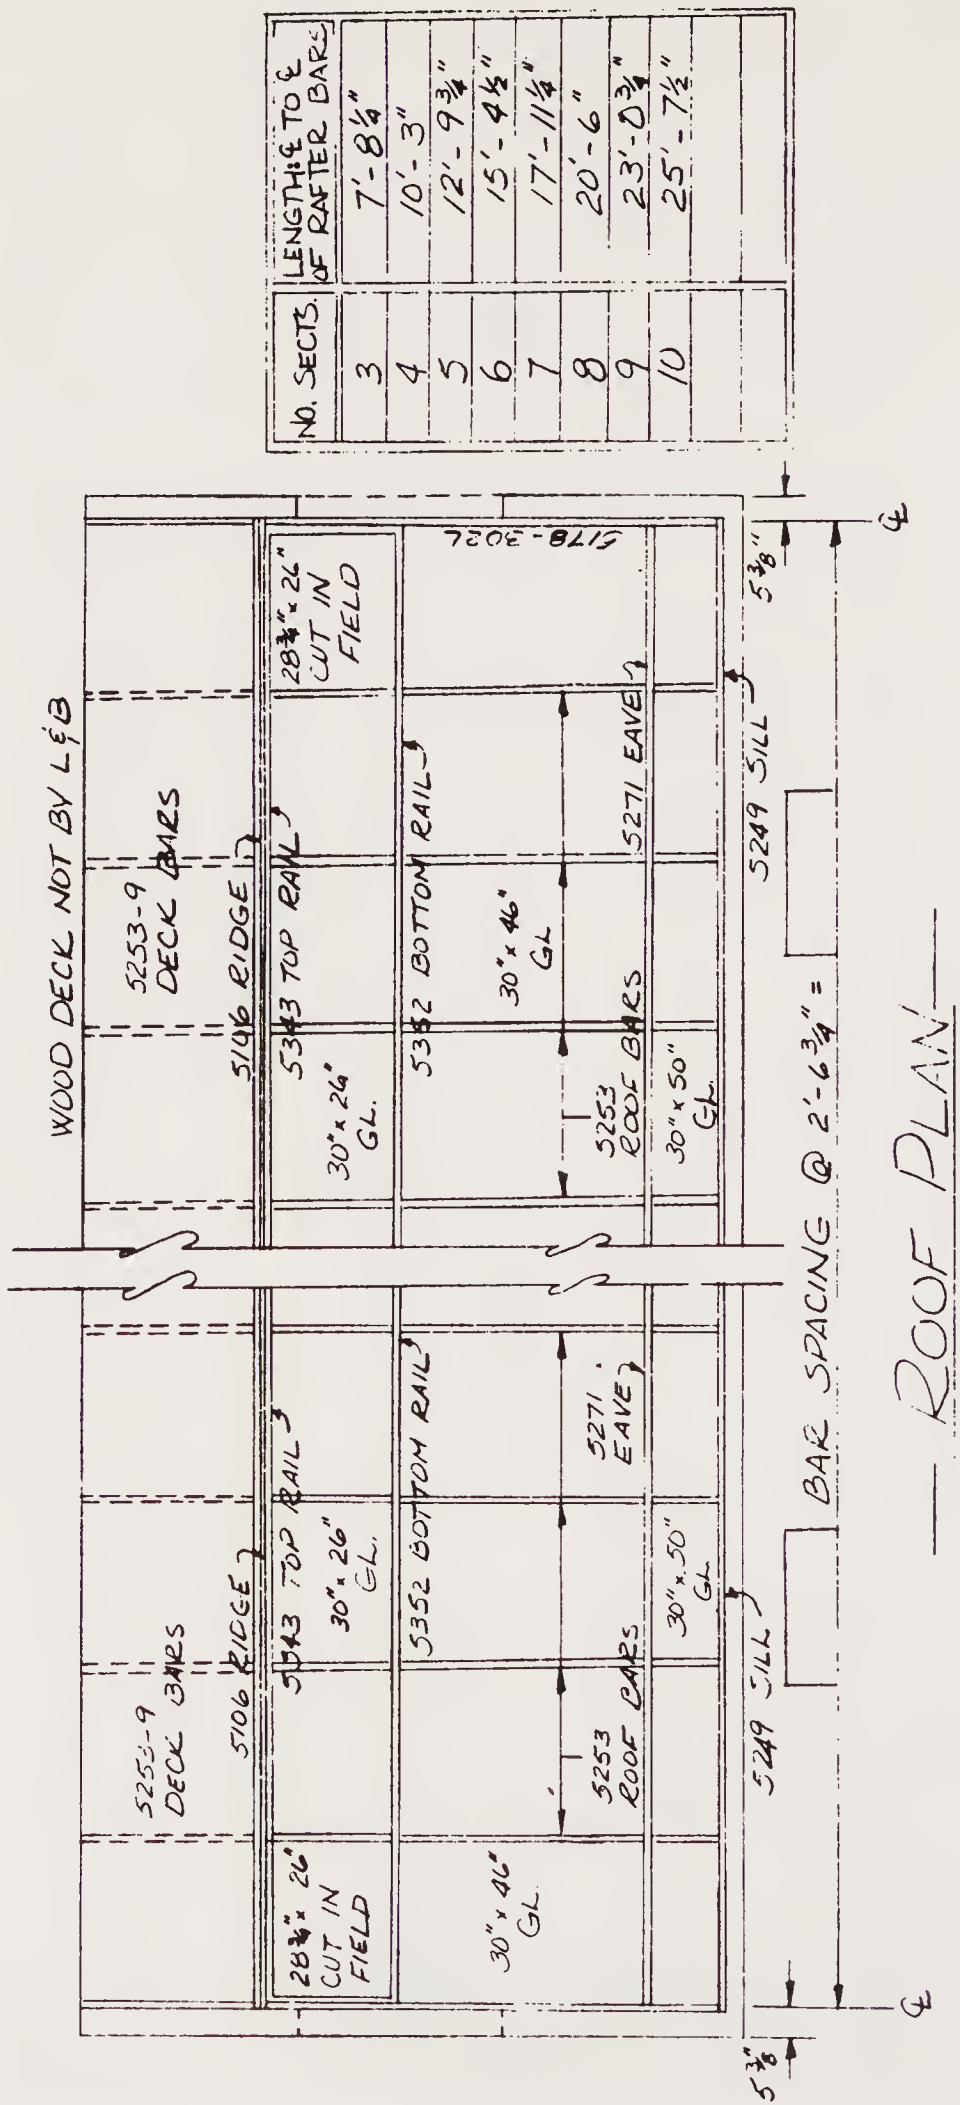 WOOD DECK NOT BY L&B
5253-9
DECK BARS
5106 RIDGE
5343 TOP RAIL
28¾" x 26"
CUT IN
FIELD
30" x 26"
GL.
5352 BOTTOM RAIL
30" x 46"
GL.
5253
ROOF BARS
5271
EAVE
30" x 50"
GL.
5249 SILL
5⅜"
℄
5253-9
DECK BARS
RIDGE
5343 TOP RAIL
30" x 26"
GL.
28¾" x 26"
CUT IN
FIELD
5352 BOTTOM RAIL
30" x 46"
GL
5178-302L
5253
ROOF BARS
5271 EAVE
30" x 50"
GL.
5249 SILL
5⅜"
℄
BAR SPACING @ 2'-6¾" =
ROOF PLAN
NO. SECTS. LENGTH: ℄ TO ℄
OF RAFTER BARS
3 7'-8¼"
4 10'-3"
5 12'-9¾"
6 15'-4½"
7 17'-11¼"
8 20'-6"
9 23'-0¾"
10 25'-7½"